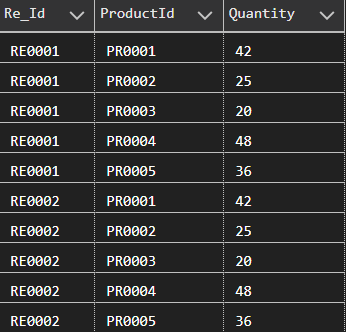 Re_Id ProductId Quantity
RE0001 PR0001 42
RE0001 PR0002 25
RE0001 PR0003 20
RE0001 PR0004 48
RE0001 PR0005 36
RE0002 PR0001 42
RE0002 PR0002 25
RE0002 PR0003 20
RE0002 PR0004 48
RE0002 PR0005 36